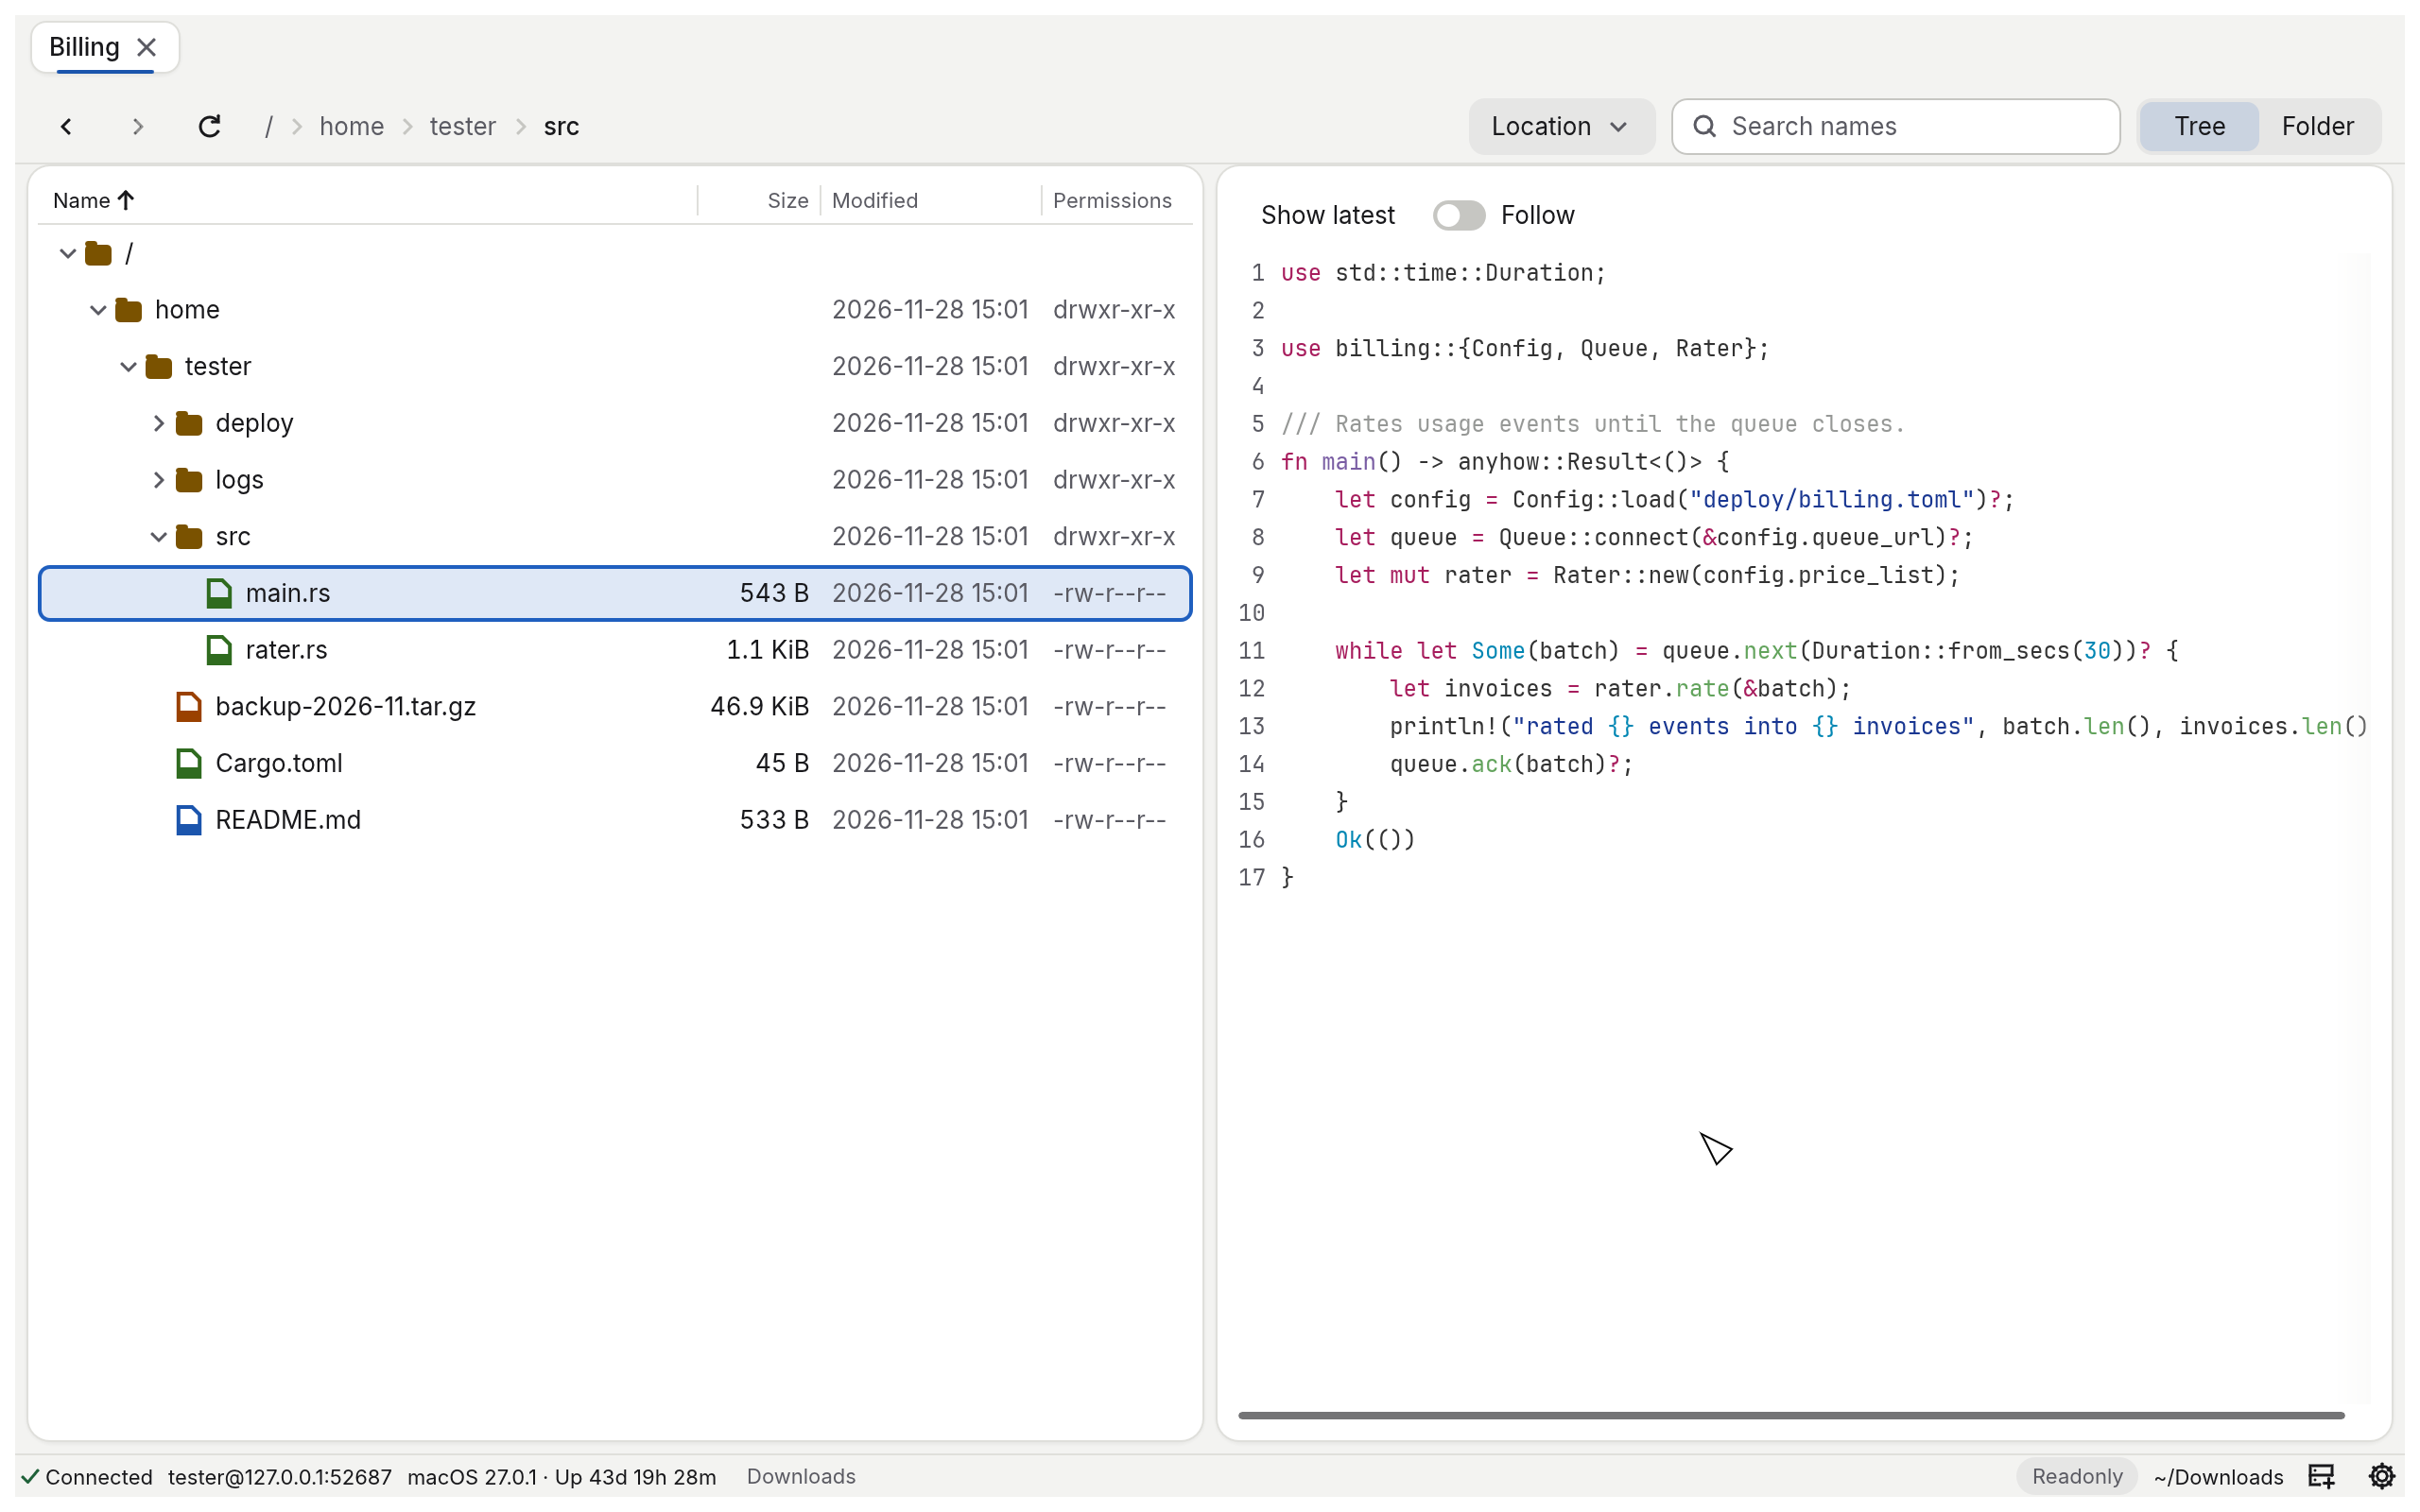 Billing
/ home tester src
Location
Search names
Tree Folder
Name Size Modified Permissions
/
home 2026-11-28 15:01 drwxr-xr-x
tester 2026-11-28 15:01 drwxr-xr-x
deploy 2026-11-28 15:01 drwxr-xr-x
logs 2026-11-28 15:01 drwxr-xr-x
src 2026-11-28 15:01 drwxr-xr-x
main.rs 543 B 2026-11-28 15:01 -rw-r--r--
rater.rs 1.1 KiB 2026-11-28 15:01 -rw-r--r--
backup-2026-11.tar.gz 46.9 KiB 2026-11-28 15:01 -rw-r--r--
Cargo.toml 45 B 2026-11-28 15:01 -rw-r--r--
README.md 533 B 2026-11-28 15:01 -rw-r--r--
Show latest Follow
1 use std::time::Duration;
2
3 use billing::{Config, Queue, Rater};
4
5 /// Rates usage events until the queue closes.
6 fn main() -> anyhow::Result<()> {
7     let config = Config::load("deploy/billing.toml")?;
8     let queue = Queue::connect(&config.queue_url)?;
9     let mut rater = Rater::new(config.price_list);
10
11     while let Some(batch) = queue.next(Duration::from_secs(30))? {
12         let invoices = rater.rate(&batch);
13         println!("rated {} events into {} invoices", batch.len(), invoices.len()
14         queue.ack(batch)?;
15     }
16     Ok(())
17 }
Connected tester@127.0.0.1:52687 macOS 27.0.1 · Up 43d 19h 28m Downloads
Readonly ~/Downloads